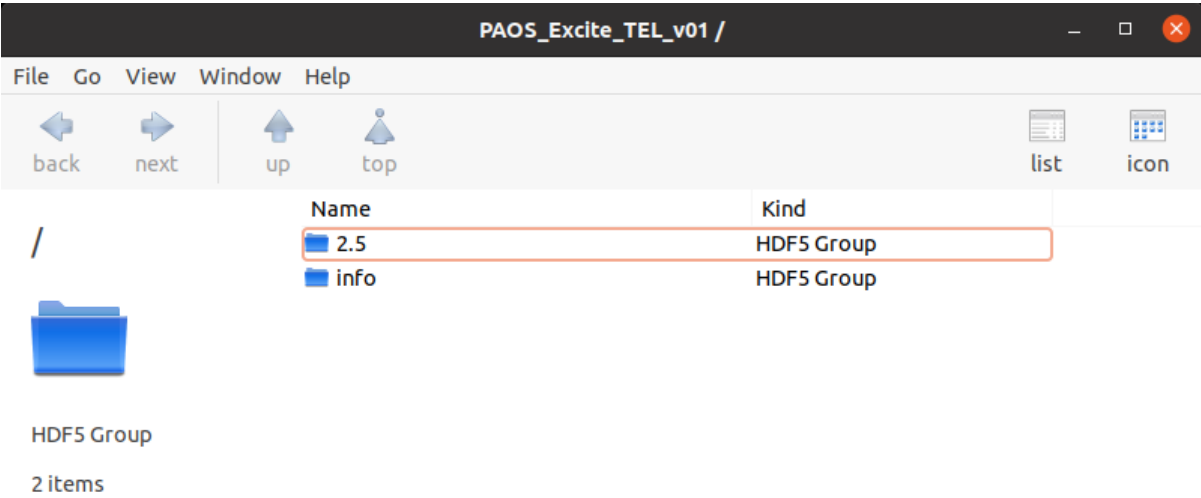 PAOS_Excite_TEL_v01 /
File Go View Window Help
back next up top list icon
Name Kind
/
2.5 HDF5 Group
info HDF5 Group
HDF5 Group
2 items